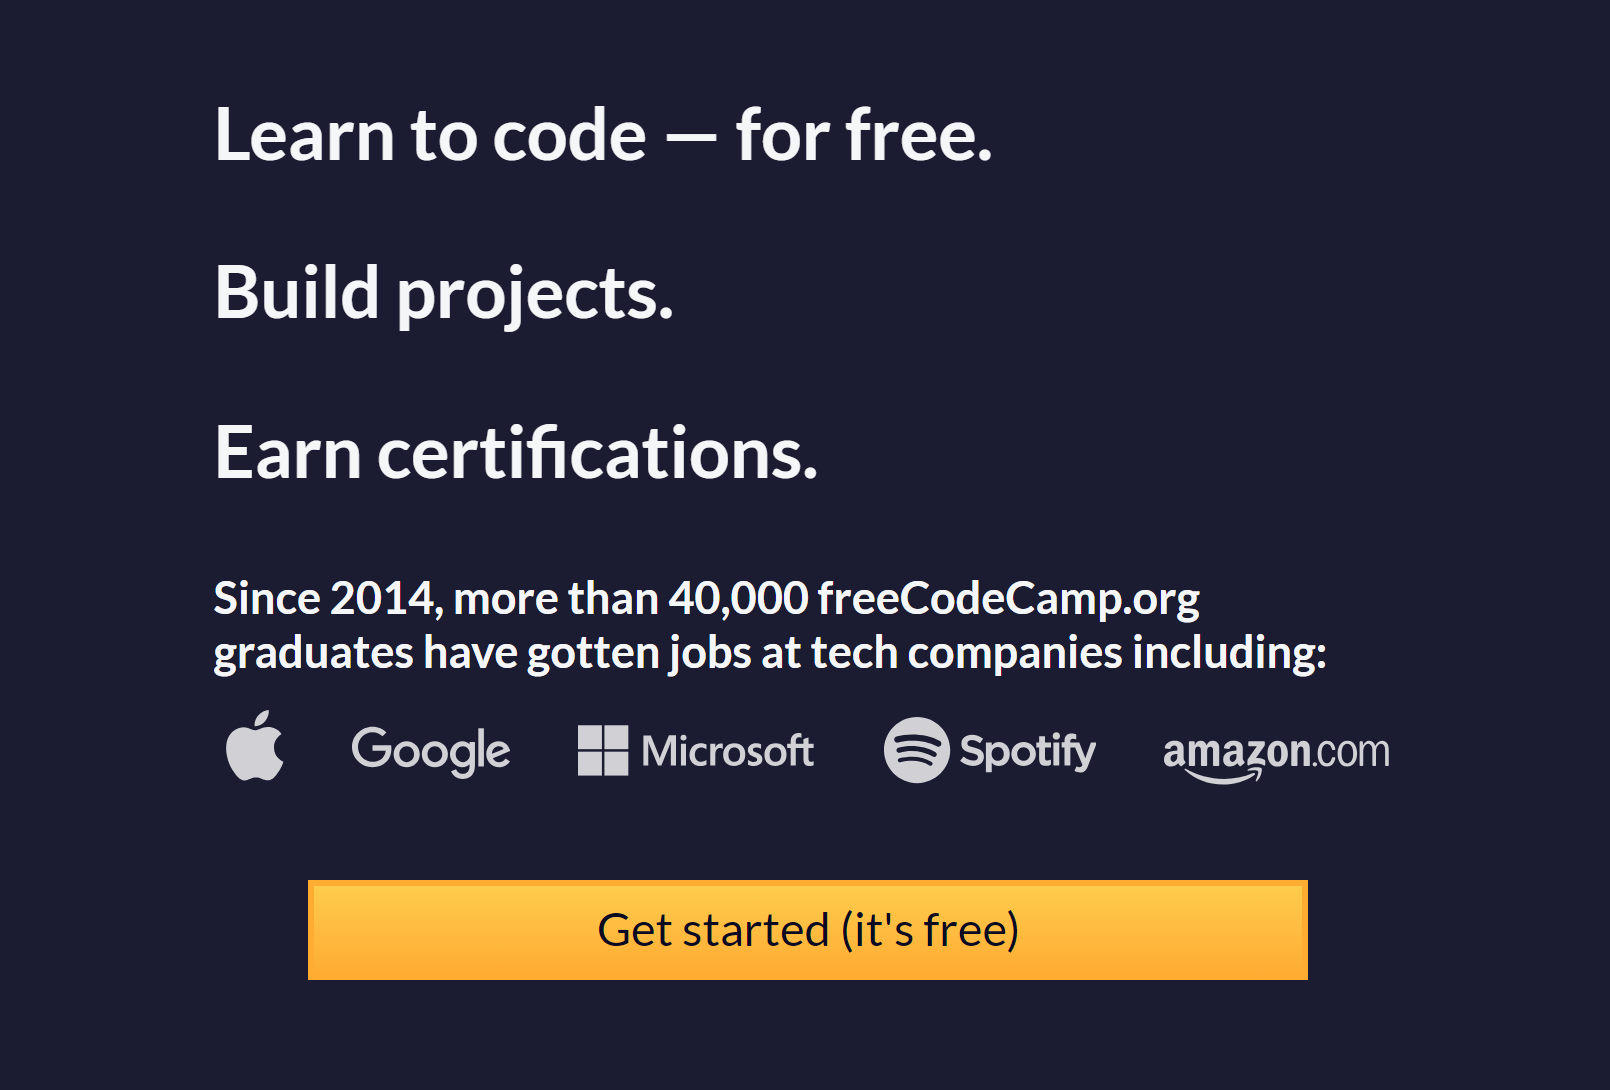 Learn to code — for free.
Build projects.
Earn certifications.
Since 2014, more than 40,000 freeCodeCamp.org
graduates have gotten jobs at tech companies including:
Google Microsoft Spotify amazon.com
Get started (it's free)